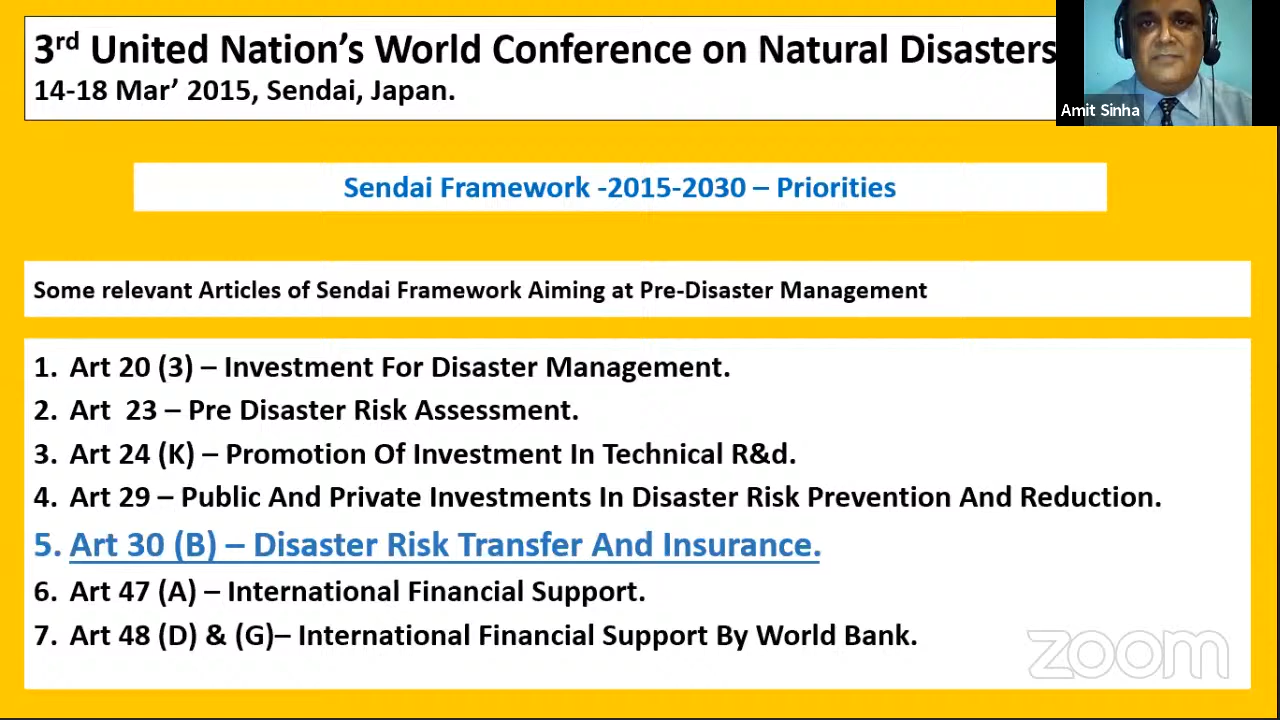 3rd United Nation’s World Conference on Natural Disasters
14-18 Mar’ 2015, Sendai, Japan.
Amit Sinha
Sendai Framework -2015-2030 – Priorities
Some relevant Articles of Sendai Framework Aiming at Pre-Disaster Management
1. Art 20 (3) – Investment For Disaster Management.
2. Art 23 – Pre Disaster Risk Assessment.
3. Art 24 (K) – Promotion Of Investment In Technical R&d.
4. Art 29 – Public And Private Investments In Disaster Risk Prevention And Reduction.
5. Art 30 (B) – Disaster Risk Transfer And Insurance.
6. Art 47 (A) – International Financial Support.
7. Art 48 (D) & (G)– International Financial Support By World Bank.
zoom